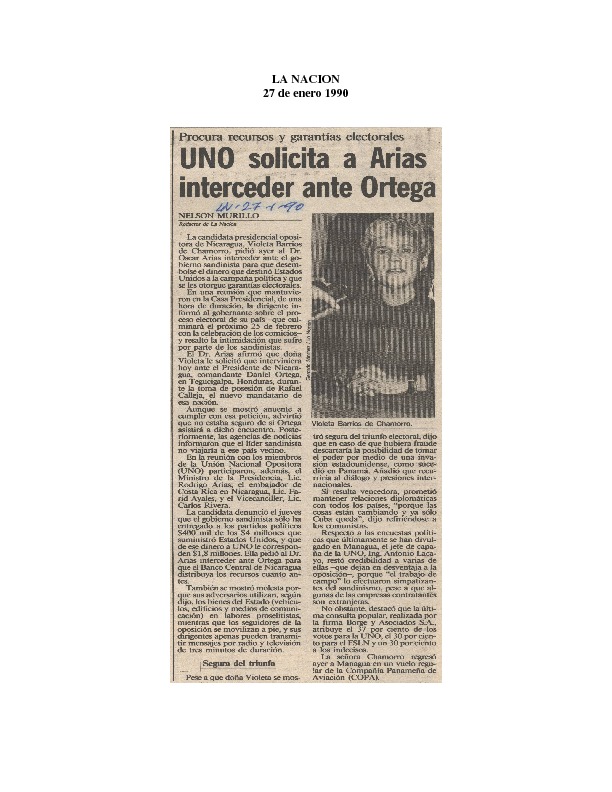 LA NACION
27 de enero 1990
Procura recursos y garantías electorales
UNO solicita a Arias
interceder ante Ortega
LN-27-1-90
NELSON MURILLO
Redactor de La Nación
La candidata presidencial oposi-
tora de Nicaragua, Violeta Barrios
de Chamorro, pidió ayer al Dr.
Oscar Arias interceder ante el go-
bierno sandinista para que desem-
bolse el dinero que destinó Estados
Unidos a la campaña política y que
se les otorgue garantías electorales.
En una reunión que mantuvie-
ron en la Casa Presidencial, de una
hora de duración, la dirigente in-
formó al gobernante sobre el pro-
ceso electoral de su país –que cul-
minará el próximo 25 de febrero
con la celebración de los comicios–
y resaltó la intimidación que sufre
por parte de los sandinistas.
El Dr. Arias afirmó que doña
Violeta le solicitó que interviniera
hoy ante el Presidente de Nicara-
gua, comandante Daniel Ortega,
en Tegucigalpa, Honduras, duran-
te la toma de posesión de Rafael
Calleja, el nuevo mandatario de
esa nación.
Aunque se mostró anuente a
cumplir con esa petición, advirtió
que no estaba seguro de si Ortega
asistirá a dicho encuentro. Poste-
riormente, las agencias de noticias
informaron que el líder sandinista
no viajaría a ese país vecino.
En la reunión con los miembros
de la Unión Nacional Opositora
(UNO) participaron, además, el
Ministro de la Presidencia, Lic.
Rodrigo Arias, el embajador de
Costa Rica en Nicaragua, Lic. Fa-
rid Ayales, y el Vicecanciller, Lic.
Carlos Rivera.
La candidata denunció el jueves
que el gobierno sandinista sólo ha
entregado a los partidos políticos
$400 mil de los $4 millones que
suministró Estados Unidos, y que
de ese dinero a UNO le correspon-
den $1,8 millones. Ella pidió al Dr.
Arias interceder ante Ortega para
que el Banco Central de Nicaragua
distribuya los recursos cuanto an-
tes.
También se mostró molesta por-
que sus adversarios utilizan, según
dijo, los bienes del Estado (vehícu-
los, edificios y medios de comuni-
cación) en labores proselitistas,
mientras que los seguidores de la
oposición se movilizan a pie, y sus
dirigentes apenas pueden transmi-
tir mensajes por radio y televisión
de tres minutos de duración.
Segura del triunfo
Pese a que doña Violeta se mos-
Violeta Barrios de Chamorro.
tró segura del triunfo electoral, dijo
que en caso de que hubiera fraude
descartaría la posibilidad de tomar
el poder por medio de una inva-
sión estadounidense, como suce-
dió en Panamá. Añadió que recu-
rriría al diálogo y presiones inter-
nacionales.
Si resulta vencedora, prometió
mantener relaciones diplomáticas
con todos los países, "porque las
cosas están cambiando y ya sólo
Cuba queda", dijo refiriéndose a
los comunistas.
Respecto a las encuestas políti-
cas que últimamente se han divul-
gado en Managua, el jefe de cam-
paña de la UNO, Ing. Antonio Laca-
yo, restó credibilidad a varias de
ellas –que dejan en desventaja a la
oposición–, porque "el trabajo de
campo" lo efectuaron simpatizan-
tes del sandinismo, pese a que al-
gunas de las empresas contratantes
son extranjeras.
No obstante, destacó que la últi-
ma consulta popular, realizada por
la firma Borge y Asociados S.A.,
atribuye el 37 por ciento de los
votos para la UNO, el 30 por cien-
to para el FSLN y un 30 por ciento
a los indecisos.
La señora Chamorro regresó
ayer a Managua en un vuelo regu-
lar de la Compañía Panameña de
Aviación (COPA).